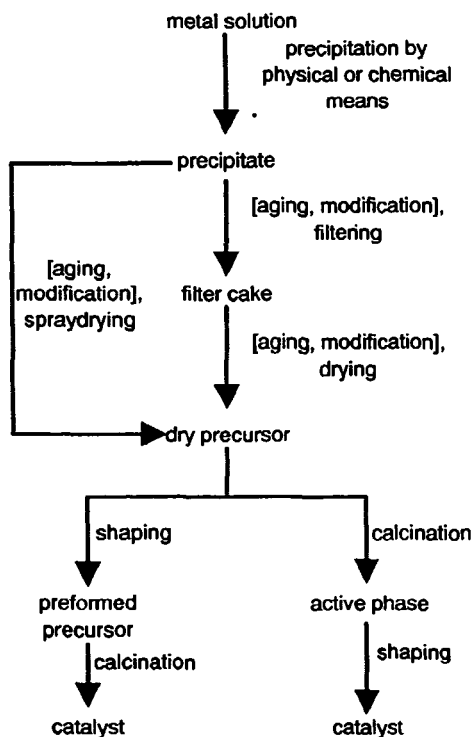 metal solution
precipitation by
physical or chemical
means
precipitate
[aging, modification],
filtering
[aging,
modification],
spraydrying
filter cake
[aging, modification],
drying
dry precursor
shaping
calcination
preformed
precursor
active phase
calcination
shaping
catalyst
catalyst